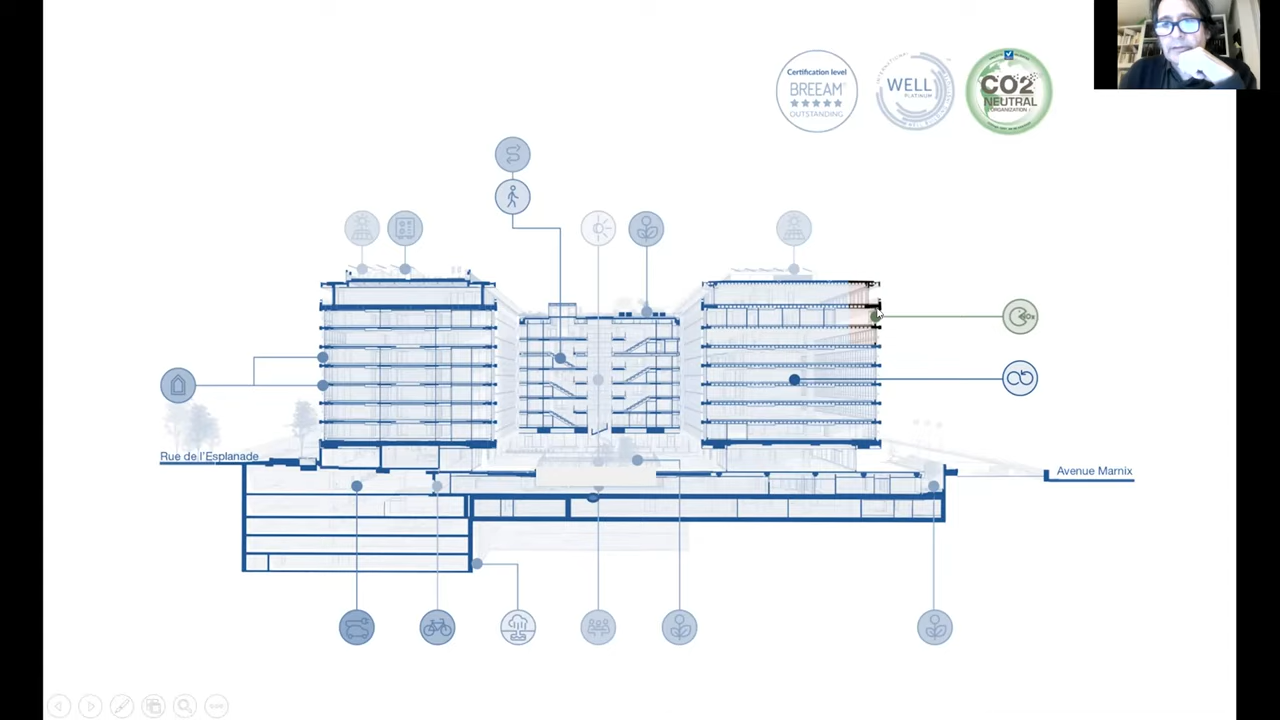 Certification level
BREEAM®
OUTSTANDING
WELL
PLATINUM
CO2
NEUTRAL
ORGANIZATION
Rue de l'Esplanade
Avenue Marnix